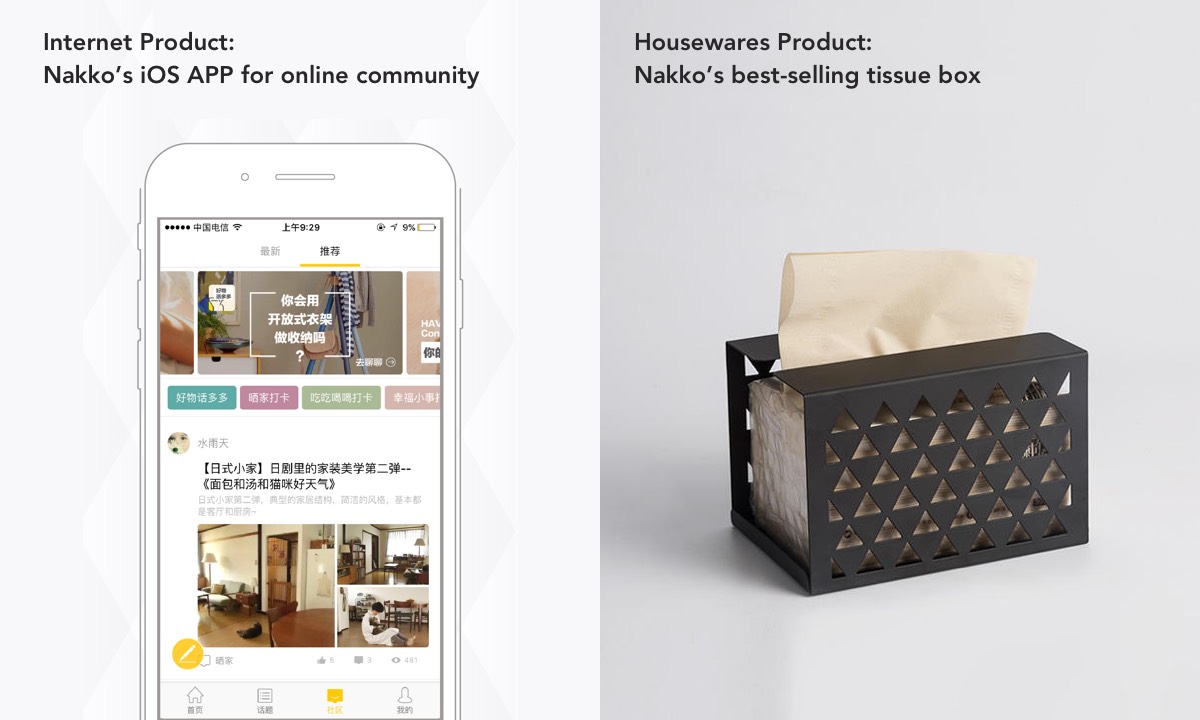 Internet Product:
Nakko’s iOS APP for online community
Housewares Product:
Nakko’s best-selling tissue box
中国电信
上午9:29
9%
最新
推荐
好物
话多多
你会用
开放式衣架
做收纳吗
?
去聊聊
HAV
Con
好物话多多
晒家打卡
吃吃喝喝打卡
幸福小事打
水雨天
【日式小家】日剧里的家装美学第二弹--
《面包和汤和猫咪好天气》
日式小家第二弹，典型的家居结构，简洁的风格，基本都
是客厅和厨房~
晒家
5
3
481
首页
话题
社区
我的